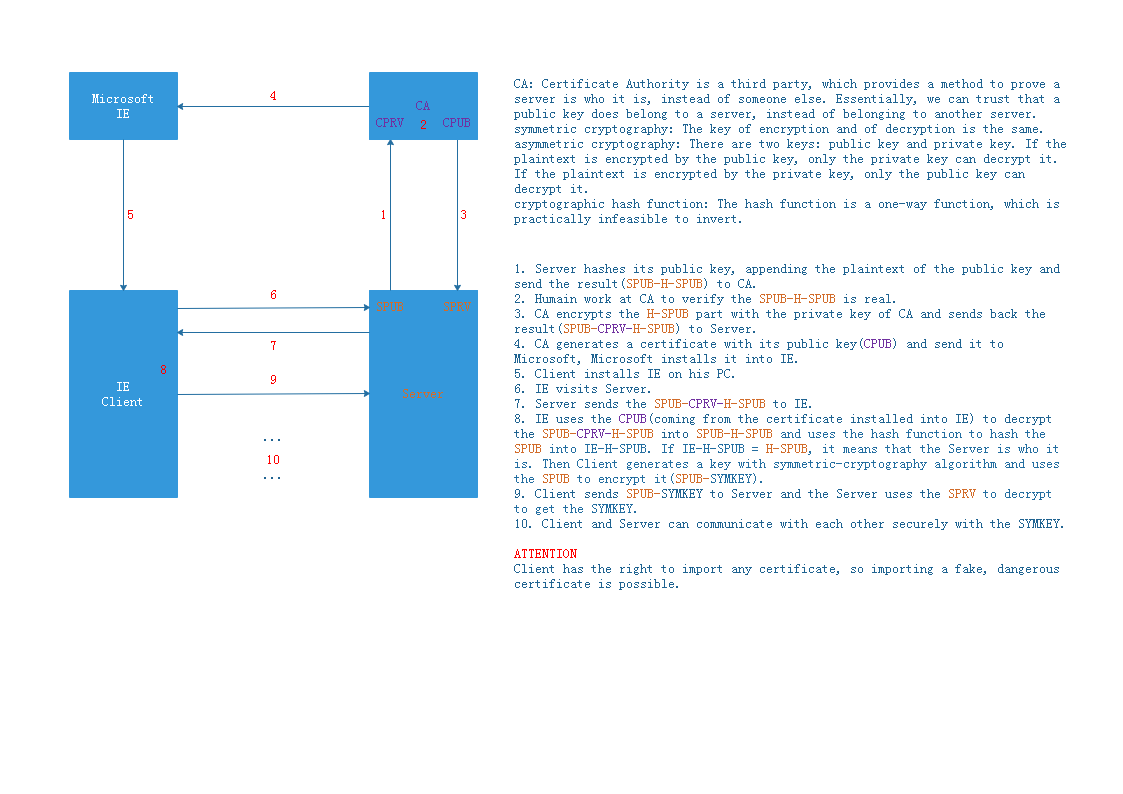 Microsoft
IE
4
CA
CPRV 2 CPUB
5
1
3
6
SPUB SPRV
7
8
9
IE
Client
Server
...
10
...
CA: Certificate Authority is a third party, which provides a method to prove a
server is who it is, instead of someone else. Essentially, we can trust that a
public key does belong to a server, instead of belonging to another server.
symmetric cryptography: The key of encryption and of decryption is the same.
asymmetric cryptography: There are two keys: public key and private key. If the
plaintext is encrypted by the public key, only the private key can decrypt it.
If the plaintext is encrypted by the private key, only the public key can
decrypt it.
cryptographic hash function: The hash function is a one-way function, which is
practically infeasible to invert.
1. Server hashes its public key, appending the plaintext of the public key and
send the result(SPUB-H-SPUB) to CA.
2. Humain work at CA to verify the SPUB-H-SPUB is real.
3. CA encrypts the H-SPUB part with the private key of CA and sends back the
result(SPUB-CPRV-H-SPUB) to Server.
4. CA generates a certificate with its public key(CPUB) and send it to
Microsoft, Microsoft installs it into IE.
5. Client installs IE on his PC.
6. IE visits Server.
7. Server sends the SPUB-CPRV-H-SPUB to IE.
8. IE uses the CPUB(coming from the certificate installed into IE) to decrypt
the SPUB-CPRV-H-SPUB into SPUB-H-SPUB and uses the hash function to hash the
SPUB into IE-H-SPUB. If IE-H-SPUB = H-SPUB, it means that the Server is who it
is. Then Client generates a key with symmetric-cryptography algorithm and uses
the SPUB to encrypt it(SPUB-SYMKEY).
9. Client sends SPUB-SYMKEY to Server and the Server uses the SPRV to decrypt
to get the SYMKEY.
10. Client and Server can communicate with each other securely with the SYMKEY.
ATTENTION
Client has the right to import any certificate, so importing a fake, dangerous
certificate is possible.